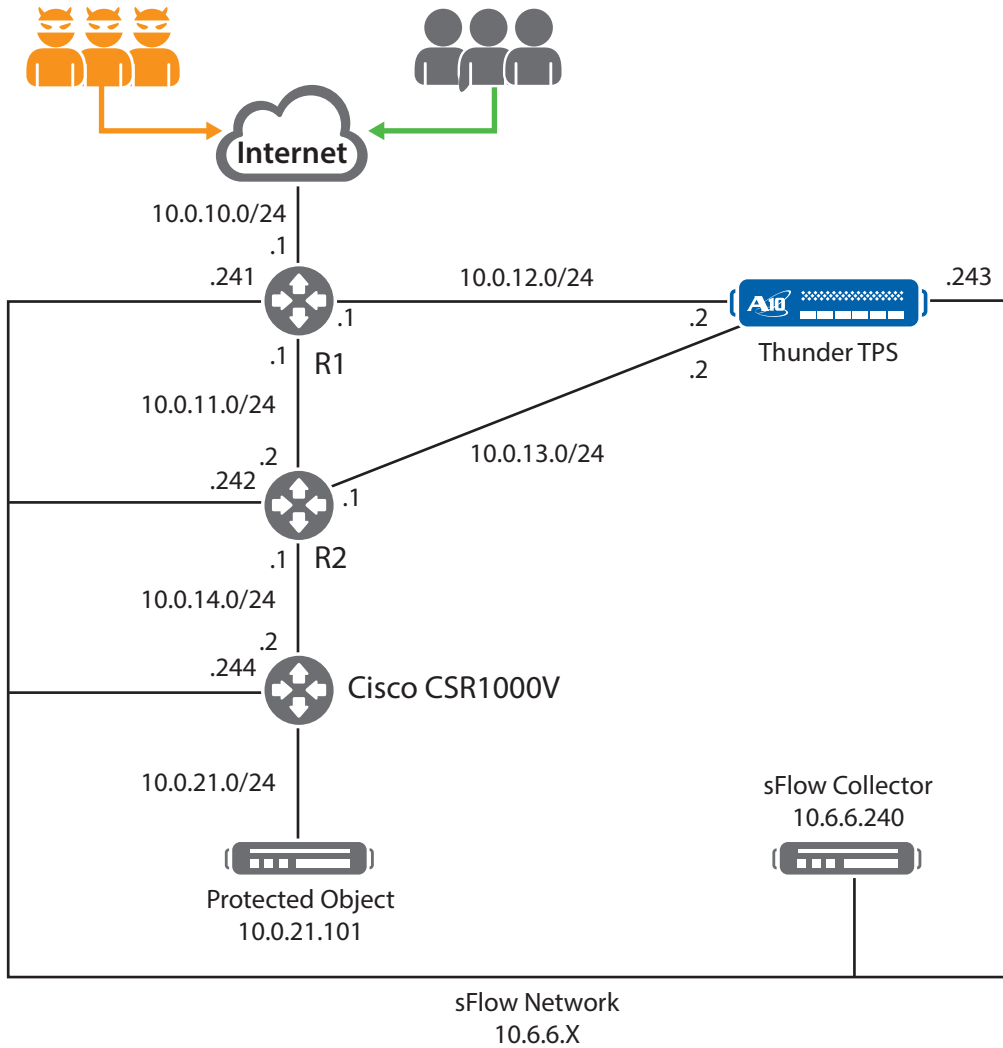 Internet
10.0.10.0/24
.1
.241
10.0.12.0/24
.243
A10
.1
.2
Thunder TPS
.1
R1
.2
10.0.11.0/24
10.0.13.0/24
.2
.242
.1
.1
R2
10.0.14.0/24
.2
.244
Cisco CSR1000V
10.0.21.0/24
sFlow Collector
10.6.6.240
Protected Object
10.0.21.101
sFlow Network
10.6.6.X